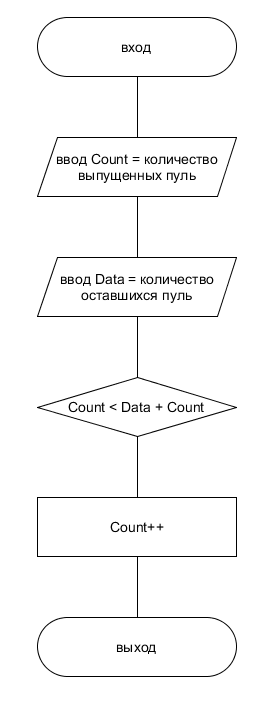 вход
ввод Count = количество
выпущенных пуль
ввод Data = количество
оставшихся пуль
Count < Data + Count
Count++
выход